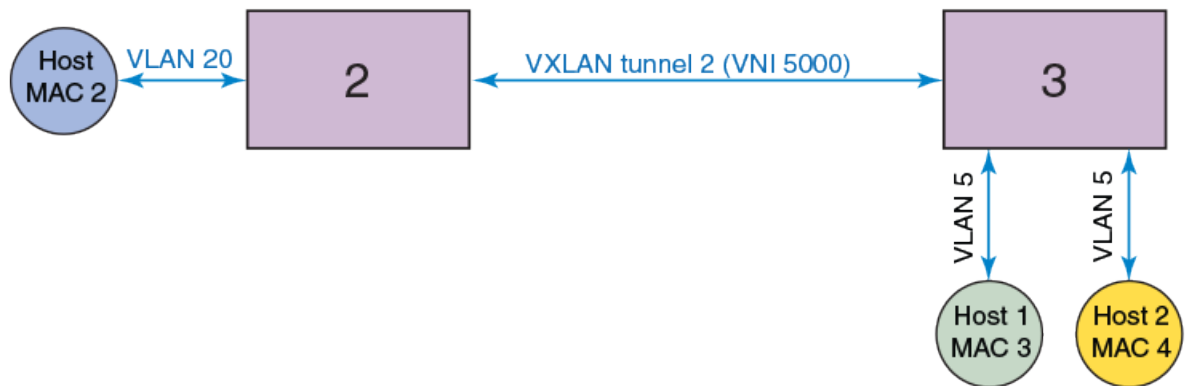 Host
MAC 2
VLAN 20
2
VXLAN tunnel 2 (VNI 5000)
3
VLAN 5
VLAN 5
Host 1
MAC 3
Host 2
MAC 4